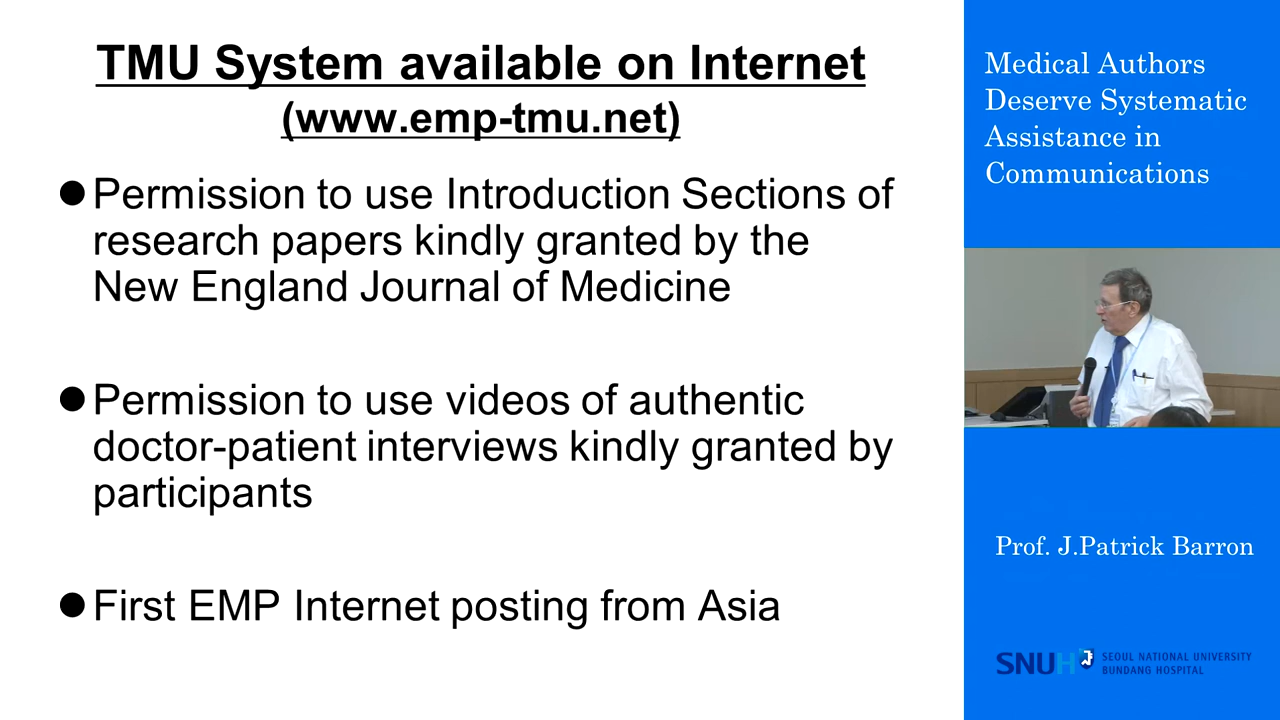 TMU System available on Internet
(www.emp-tmu.net)
●Permission to use Introduction Sections of
research papers kindly granted by the
New England Journal of Medicine
●Permission to use videos of authentic
doctor-patient interviews kindly granted by
participants
●First EMP Internet posting from Asia
Medical Authors
Deserve Systematic
Assistance in
Communications
Prof. J.Patrick Barron
SNUH SEOUL NATIONAL UNIVERSITY
BUNDANG HOSPITAL